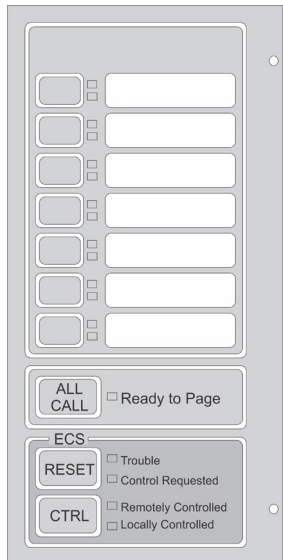 ALL
CALL
Ready to Page
ECS
RESET
Trouble
Control Requested
CTRL
Remotely Controlled
Locally Controlled